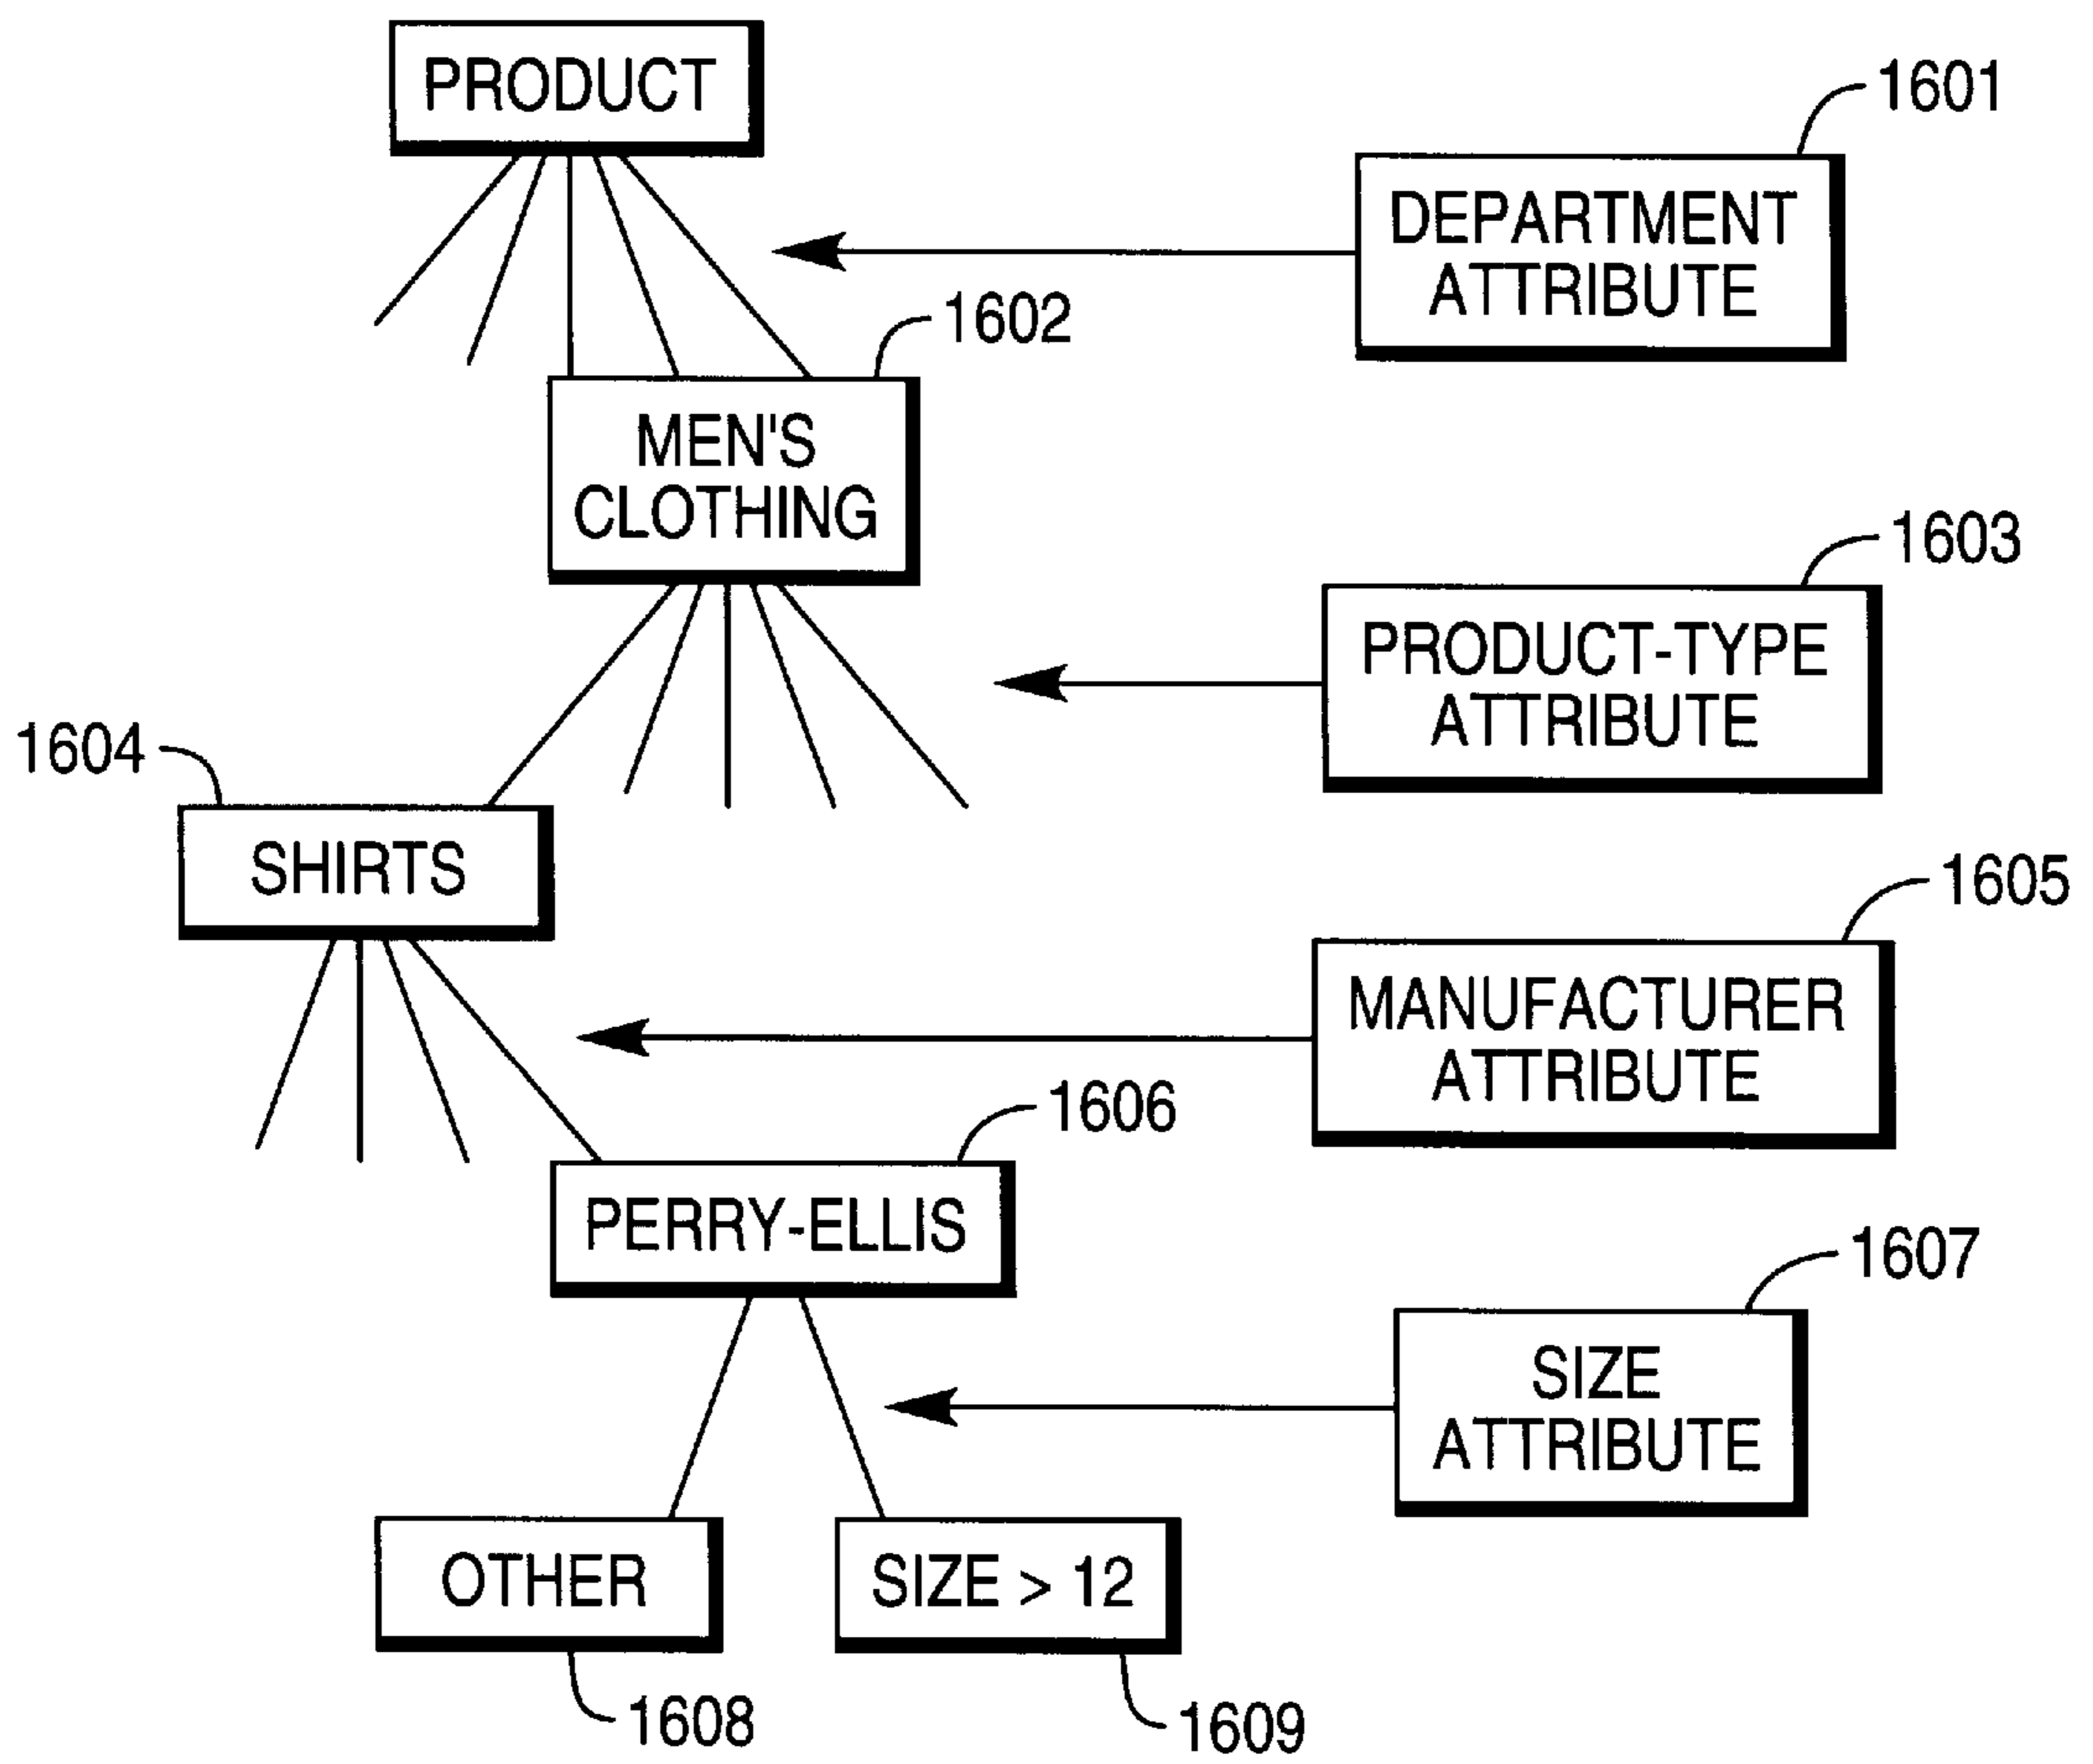 PRODUCT
1601
DEPARTMENT
ATTRIBUTE
1602
MEN'S
CLOTHING
1603
PRODUCT-TYPE
ATTRIBUTE
1604
SHIRTS
1605
MANUFACTURER
ATTRIBUTE
1606
PERRY-ELLIS
1607
SIZE
ATTRIBUTE
OTHER
SIZE > 12
1608
1609